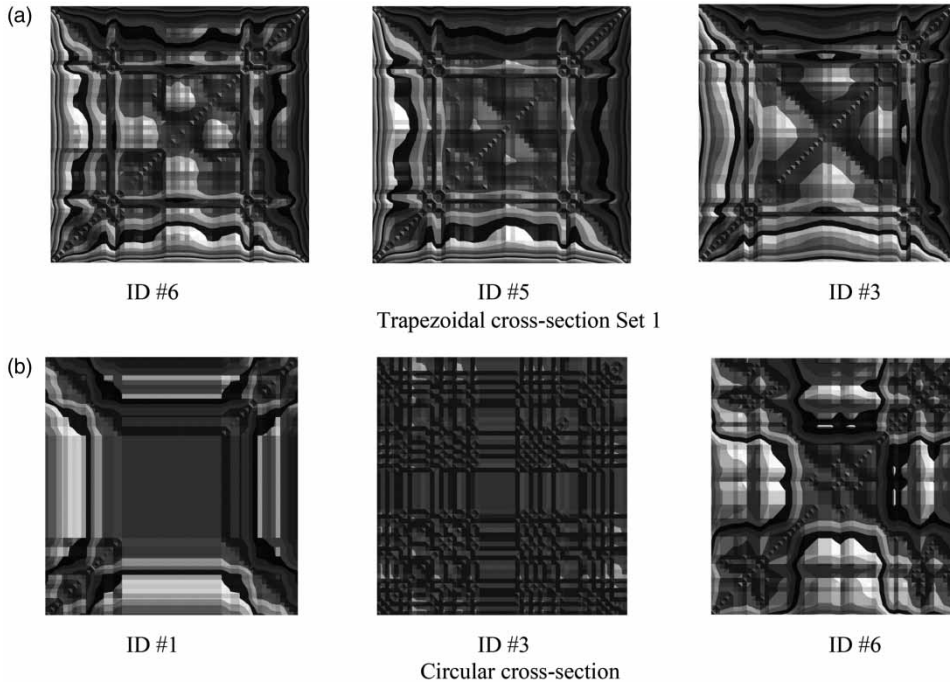 (a)
ID #6 ID #5 ID #3
Trapezoidal cross-section Set 1
(b)
ID #1 ID #3 ID #6
Circular cross-section